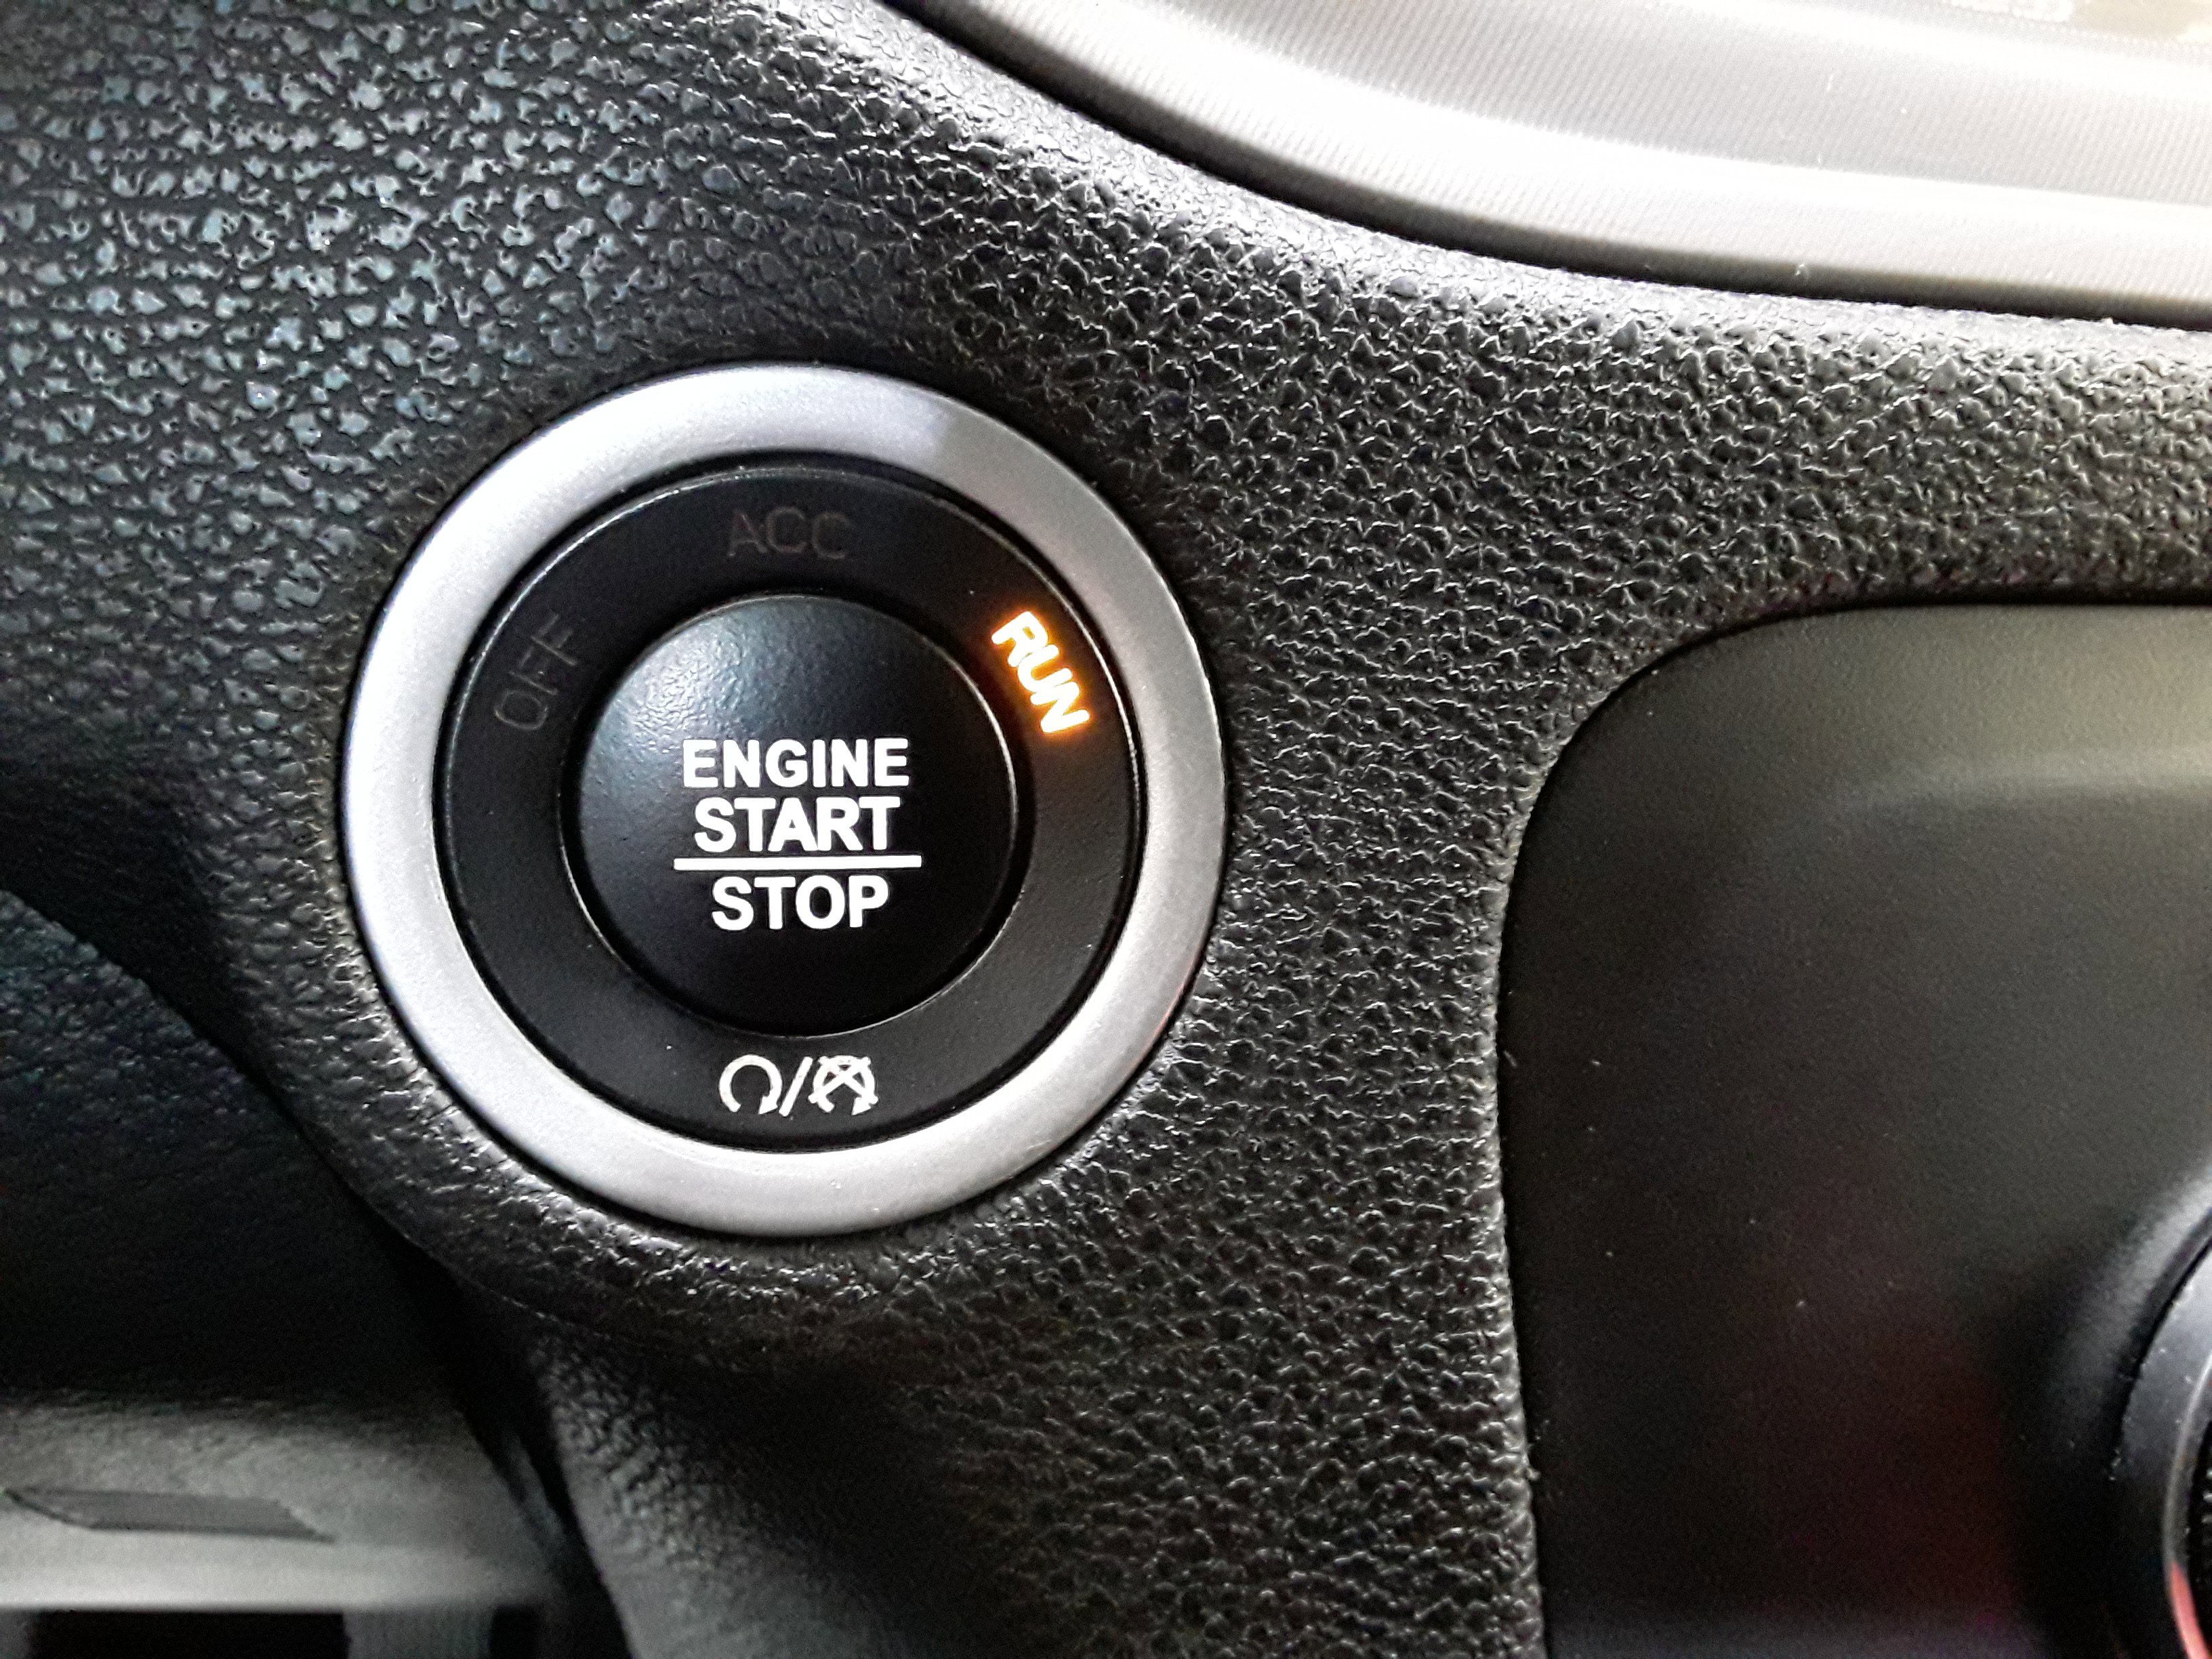 ACC
OFF
RUN
ENGINE
START
STOP
/